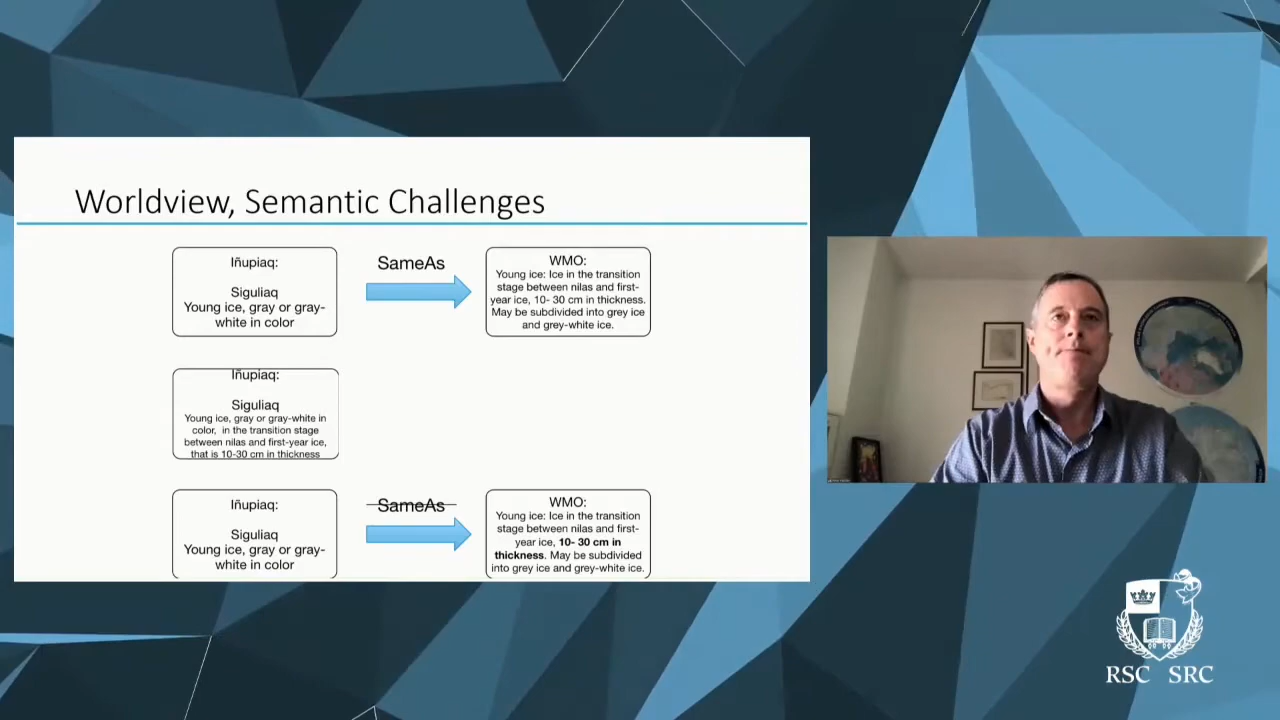 Worldview, Semantic Challenges
Iñupiaq:
Siguliaq
Young ice, gray or gray-
white in color
SameAs
WMO:
Young ice: Ice in the transition
stage between nilas and first-
year ice, 10- 30 cm in thickness.
May be subdivided into grey ice
and grey-white ice.
Iñupiaq:
Siguliaq
Young ice, gray or gray-white in
color, in the transition stage
between nilas and first-year ice,
that is 10-30 cm in thickness
Iñupiaq:
Siguliaq
Young ice, gray or gray-
white in color
SameAs
WMO:
Young ice: Ice in the transition
stage between nilas and first-
year ice, 10- 30 cm in
thickness. May be subdivided
into grey ice and grey-white ice.
RSC SRC